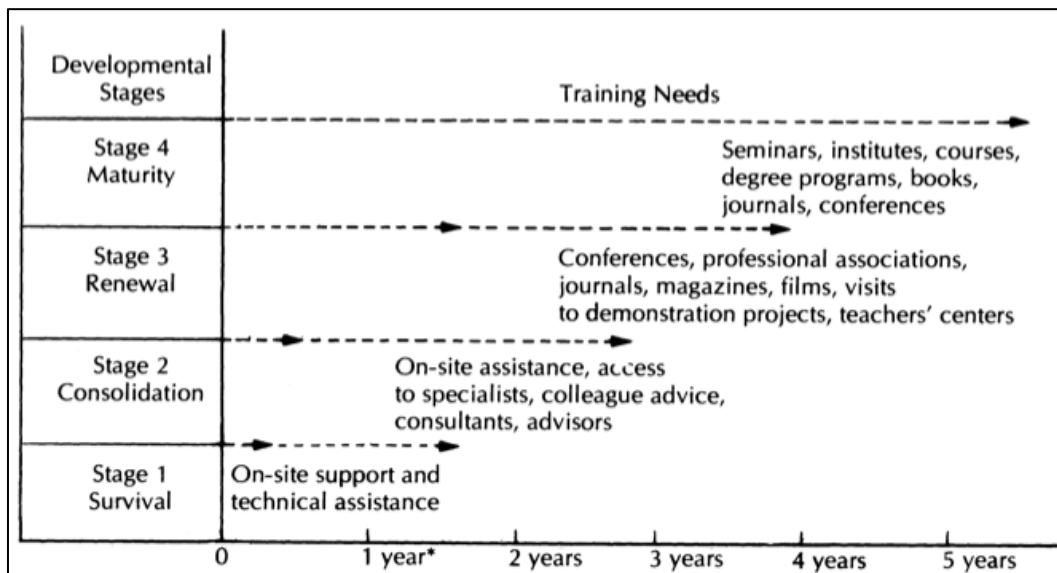 Developmental
Stages
Training Needs
Stage 4
Maturity
Seminars, institutes, courses,
degree programs, books,
journals, conferences
Stage 3
Renewal
Conferences, professional associations,
journals, magazines, films, visits
to demonstration projects, teachers' centers
Stage 2
Consolidation
On-site assistance, access
to specialists, colleague advice,
consultants, advisors
Stage 1
Survival
On-site support and
technical assistance
0 1 year* 2 years 3 years 4 years 5 years